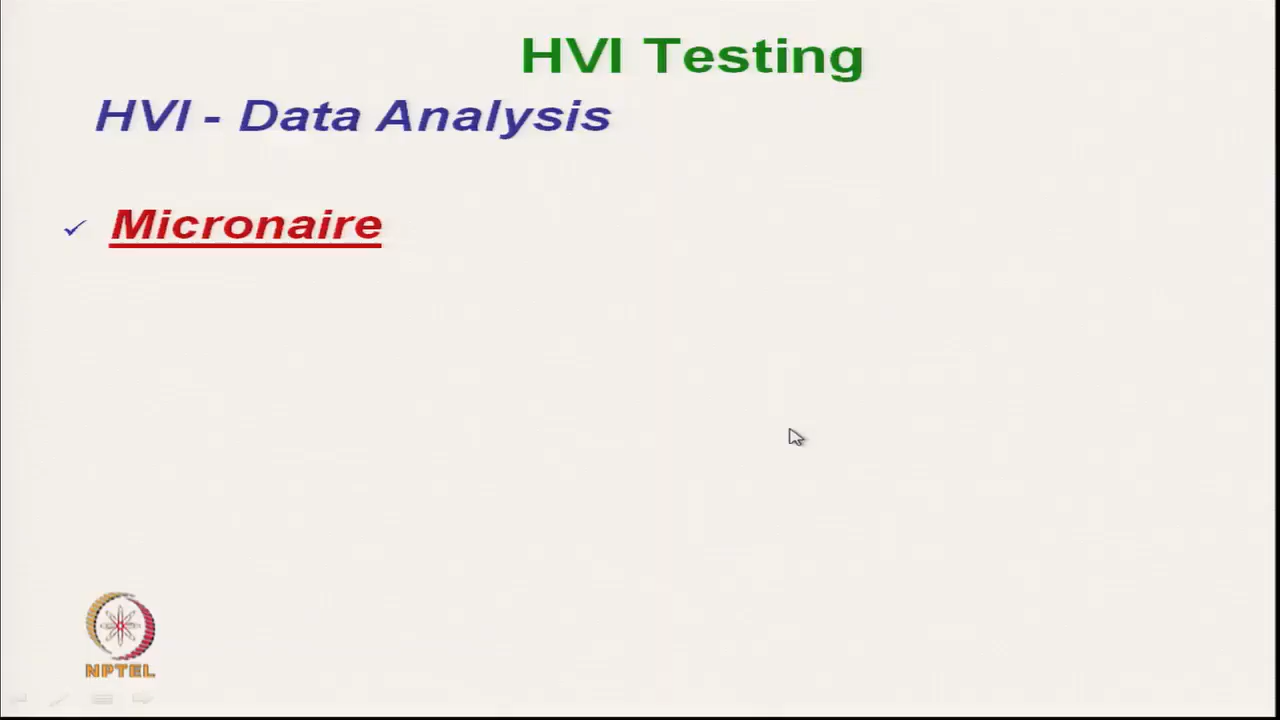 HVI Testing
HVI - Data Analysis
✓ Micronaire
NPTEL